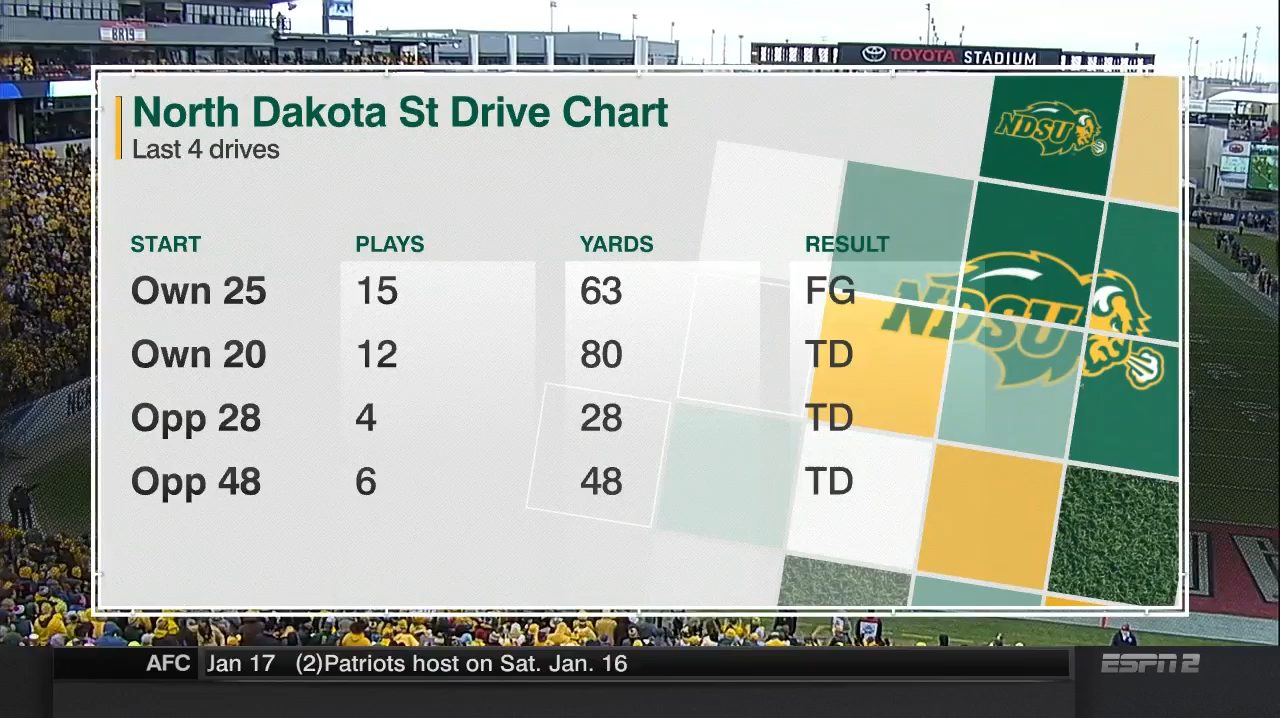 BR19
TOYOTA STADIUM
North Dakota St Drive Chart
Last 4 drives
NDSU
START PLAYS YARDS RESULT
Own 25 15 63 FG
NDSU
Own 20 12 80 TD
Opp 28 4 28 TD
Opp 48 6 48 TD
AFC Jan 17 (2)Patriots host on Sat. Jan. 16
ESPN2